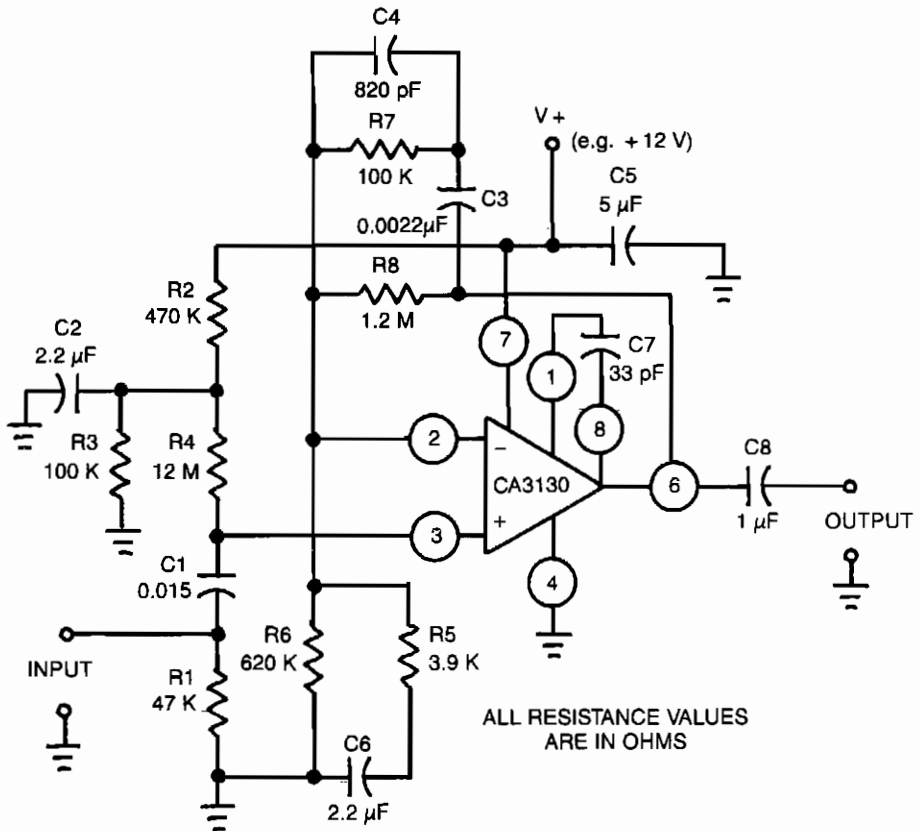 C4
820 pF
R7
100 K
V +
(e.g. + 12 V)
C5
5 µF
C3
0.0022µF
R8
1.2 M
R2
470 K
C2
2.2 µF
7
1
C7
33 pF
8
R3
100 K
R4
12 M
2
−
CA3130
6
C8
1 µF
OUTPUT
3
+
4
C1
0.015
INPUT
R1
47 K
R6
620 K
R5
3.9 K
C6
2.2 µF
ALL RESISTANCE VALUES
ARE IN OHMS